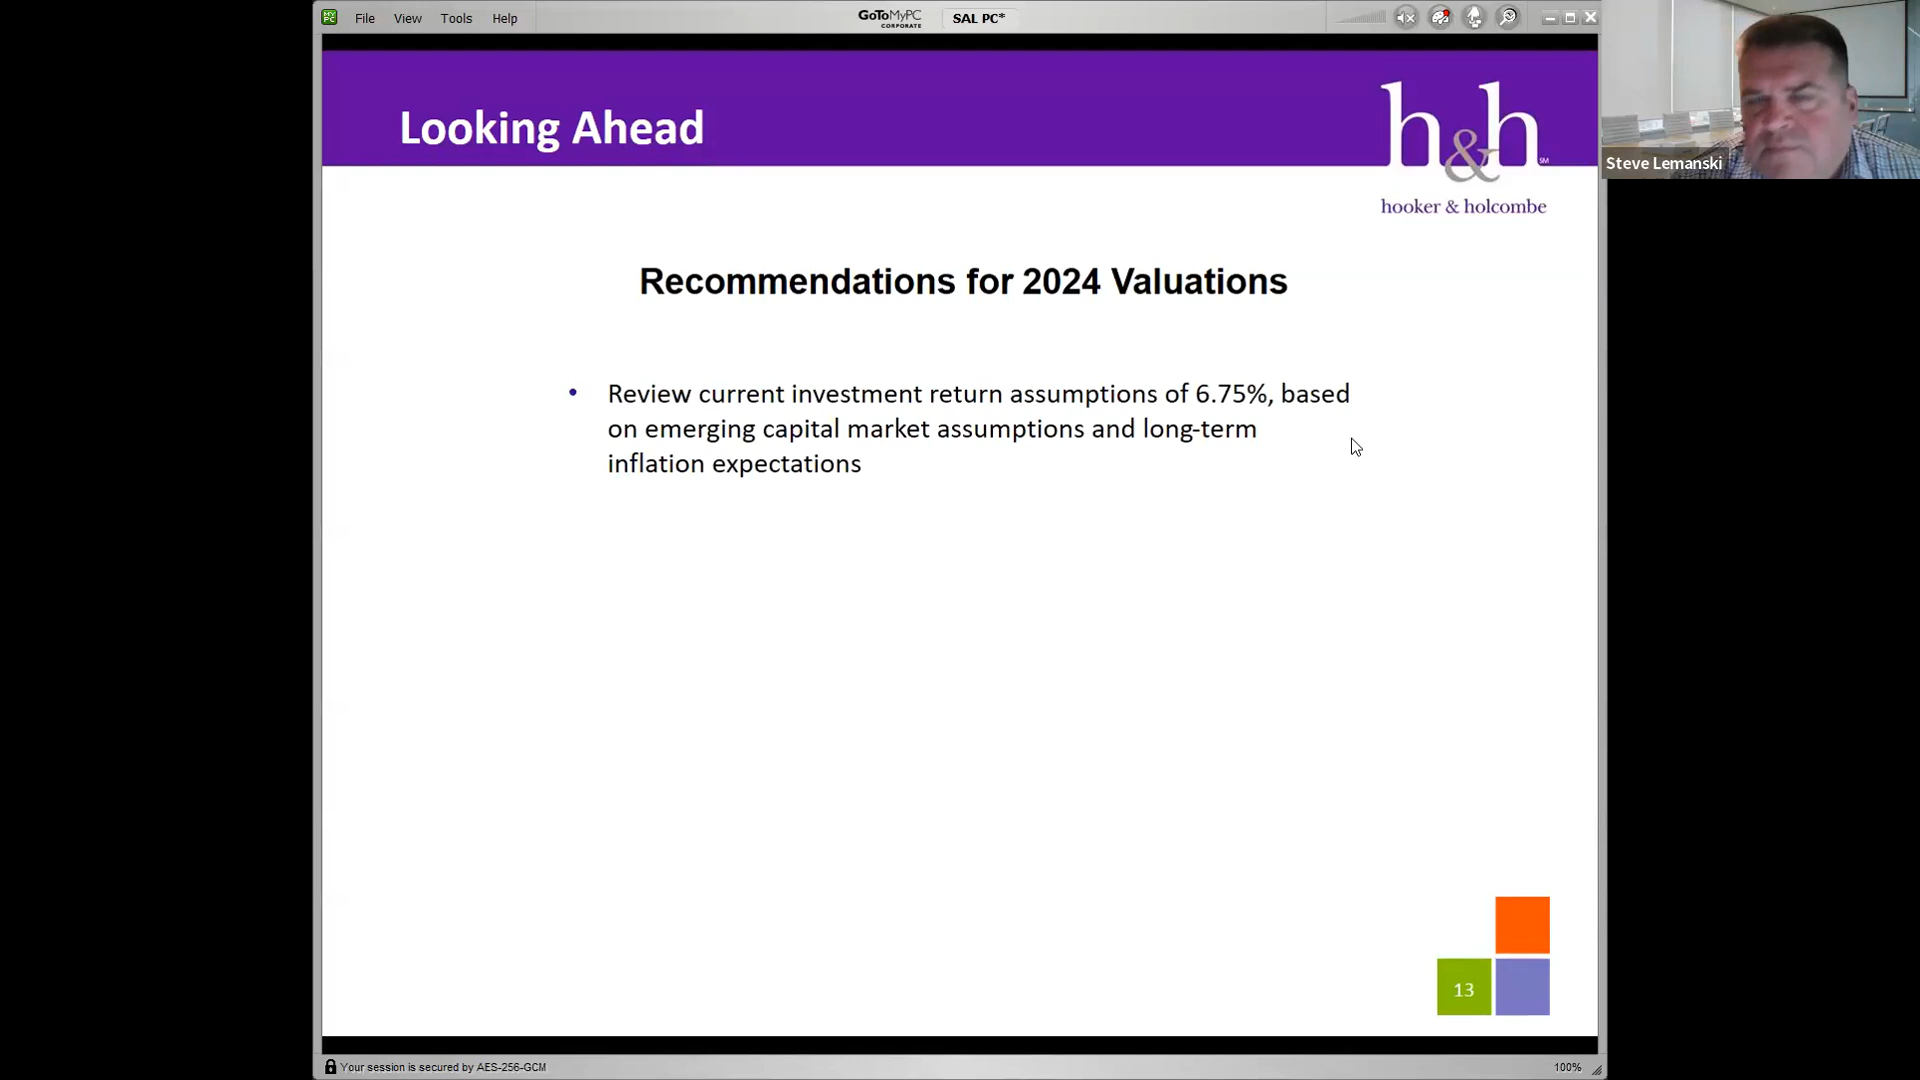 File View Tools Help
GoToMyPC
CORPORATE
SAL PC*
Looking Ahead
h&h
SM
hooker & holcombe
Steve Lemanski
Recommendations for 2024 Valuations
• Review current investment return assumptions of 6.75%, based
on emerging capital market assumptions and long-term
inflation expectations
13
Your session is secured by AES-256-GCM
100%